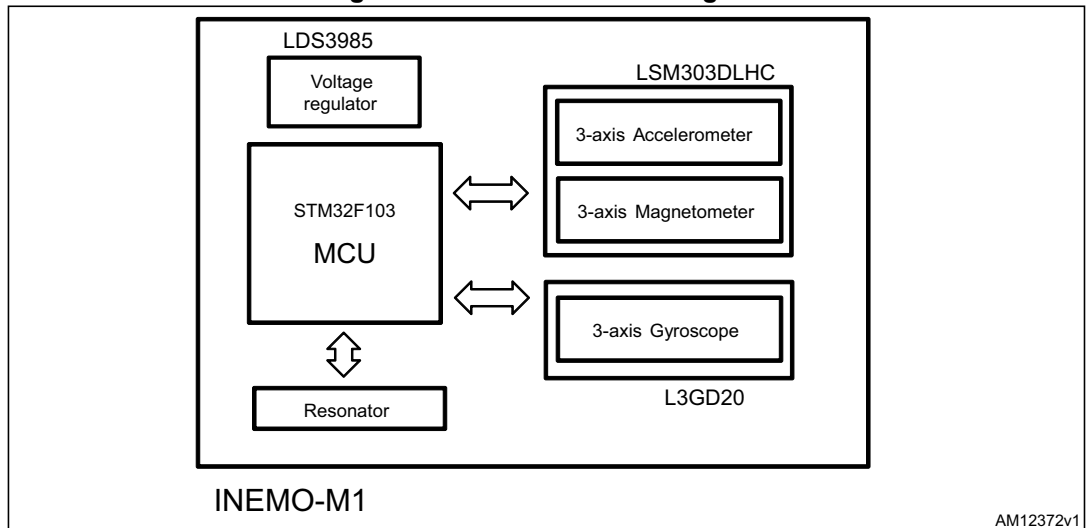 LDS3985
Voltage
regulator
LSM303DLHC
3-axis Accelerometer
3-axis Magnetometer
STM32F103
MCU
3-axis Gyroscope
L3GD20
Resonator
INEMO-M1
AM12372v1